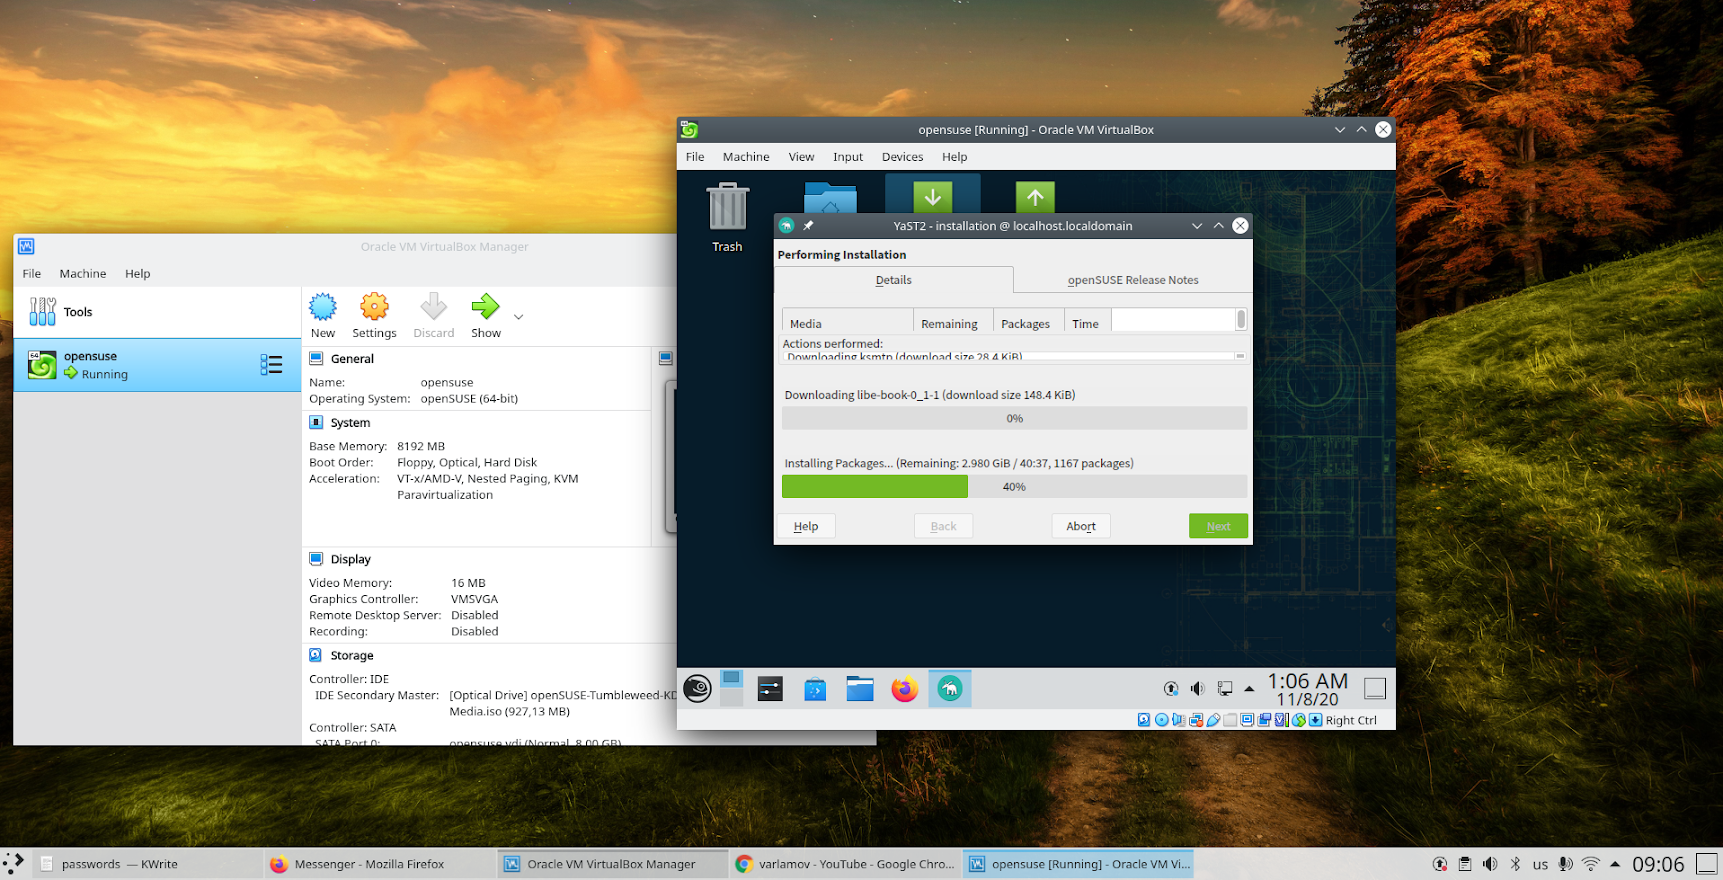 Oracle VM VirtualBox Manager
File Machine Help
Tools
64
opensuse
Running
New Settings Discard Show
General
Name: opensuse
Operating System: openSUSE (64-bit)
System
Base Memory: 8192 MB
Boot Order: Floppy, Optical, Hard Disk
Acceleration: VT-x/AMD-V, Nested Paging, KVM
Paravirtualization
Display
Video Memory: 16 MB
Graphics Controller: VMSVGA
Remote Desktop Server: Disabled
Recording: Disabled
Storage
Controller: IDE
IDE Secondary Master: [Optical Drive] openSUSE-Tumbleweed-KD
Media.iso (927,13 MB)
Controller: SATA
SATA Port 0: opensuse.vdi (Normal, 8,00 GB)
opensuse [Running] - Oracle VM VirtualBox
File Machine View Input Devices Help
Trash
YaST2 - installation @ localhost.localdomain
Performing Installation
Details openSUSE Release Notes
Media Remaining Packages Time
Actions performed:
Downloading ksmtp (download size 28.4 KiB)
Downloading libe-book-0_1-1 (download size 148.4 KiB)
0%
Installing Packages... (Remaining: 2.980 GiB / 40:37, 1167 packages)
40%
Help Back Abort Next
1:06 AM
11/8/20
Right Ctrl
passwords — KWrite
Messenger - Mozilla Firefox
Oracle VM VirtualBox Manager
varlamov - YouTube - Google Chro...
opensuse [Running] - Oracle VM Vi...
us
09:06